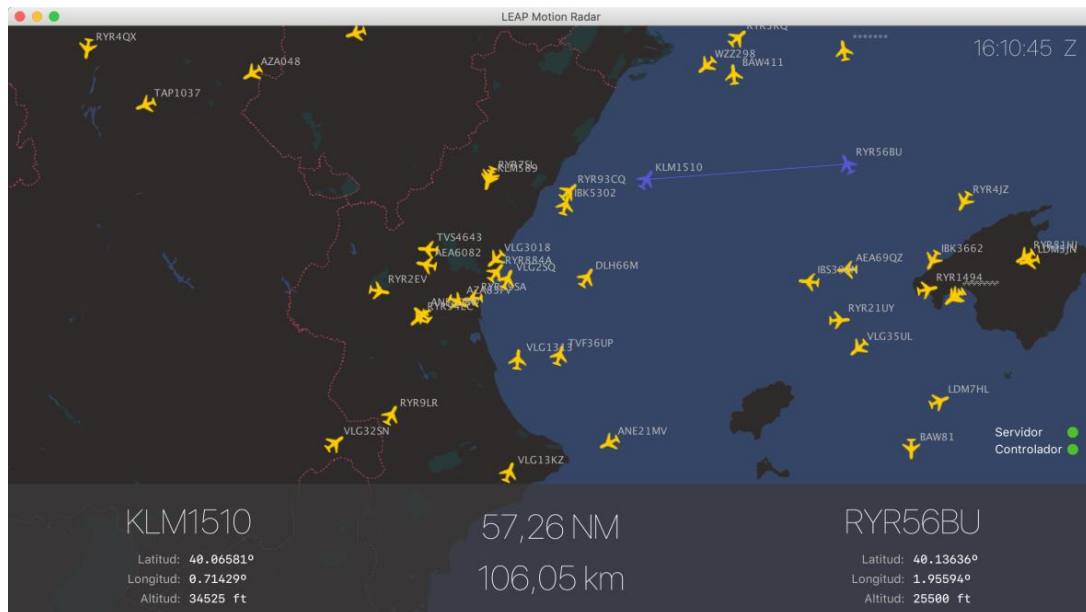 LEAP Motion Radar
16:10:45 Z
RYR4QX
AZA048
TAP1037
WZZ298
BAW411
*******
KLM1510
RYR56BU
KLM589
RYR93CQ
IBK5302
RYR4JZ
TVS4643
AEA6082
VLG3018
RYR884A
VLG2SQ
DLH66M
RYR2EV
IBK3662
AEA69QZ
RYR1494
RYR21UY
VLG35UL
TVF36UP
RYR9LR
LDM7HL
VLG32SN
ANE21MV
BAW81
VLG13KZ
Servidor
Controlador
KLM1510
Latitud: 40.06581º
Longitud: 0.71429º
Altitud: 34525 ft
57,26 NM
106,05 km
RYR56BU
Latitud: 40.13636º
Longitud: 1.95594º
Altitud: 25500 ft